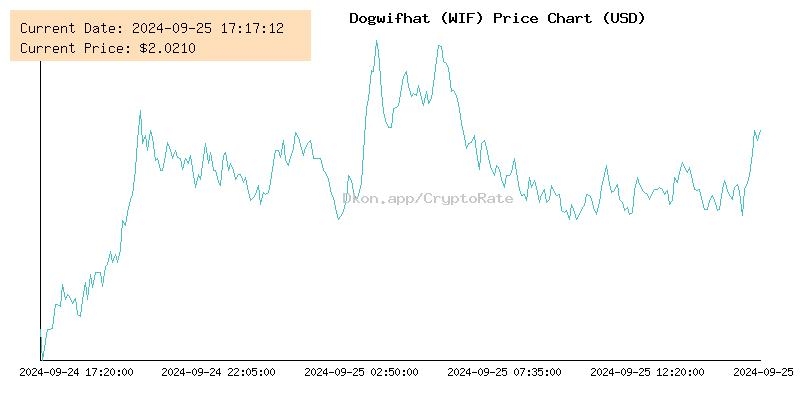 Dogwifhat (WIF) Price Chart (USD)
Current Date: 2024-09-25 17:17:12
Current Price: $2.0210
Dkon.app/CryptoRate
2024-09-24 17:20:00 2024-09-24 22:05:00 2024-09-25 02:50:00 2024-09-25 07:35:00 2024-09-25 12:20:00 2024-09-25